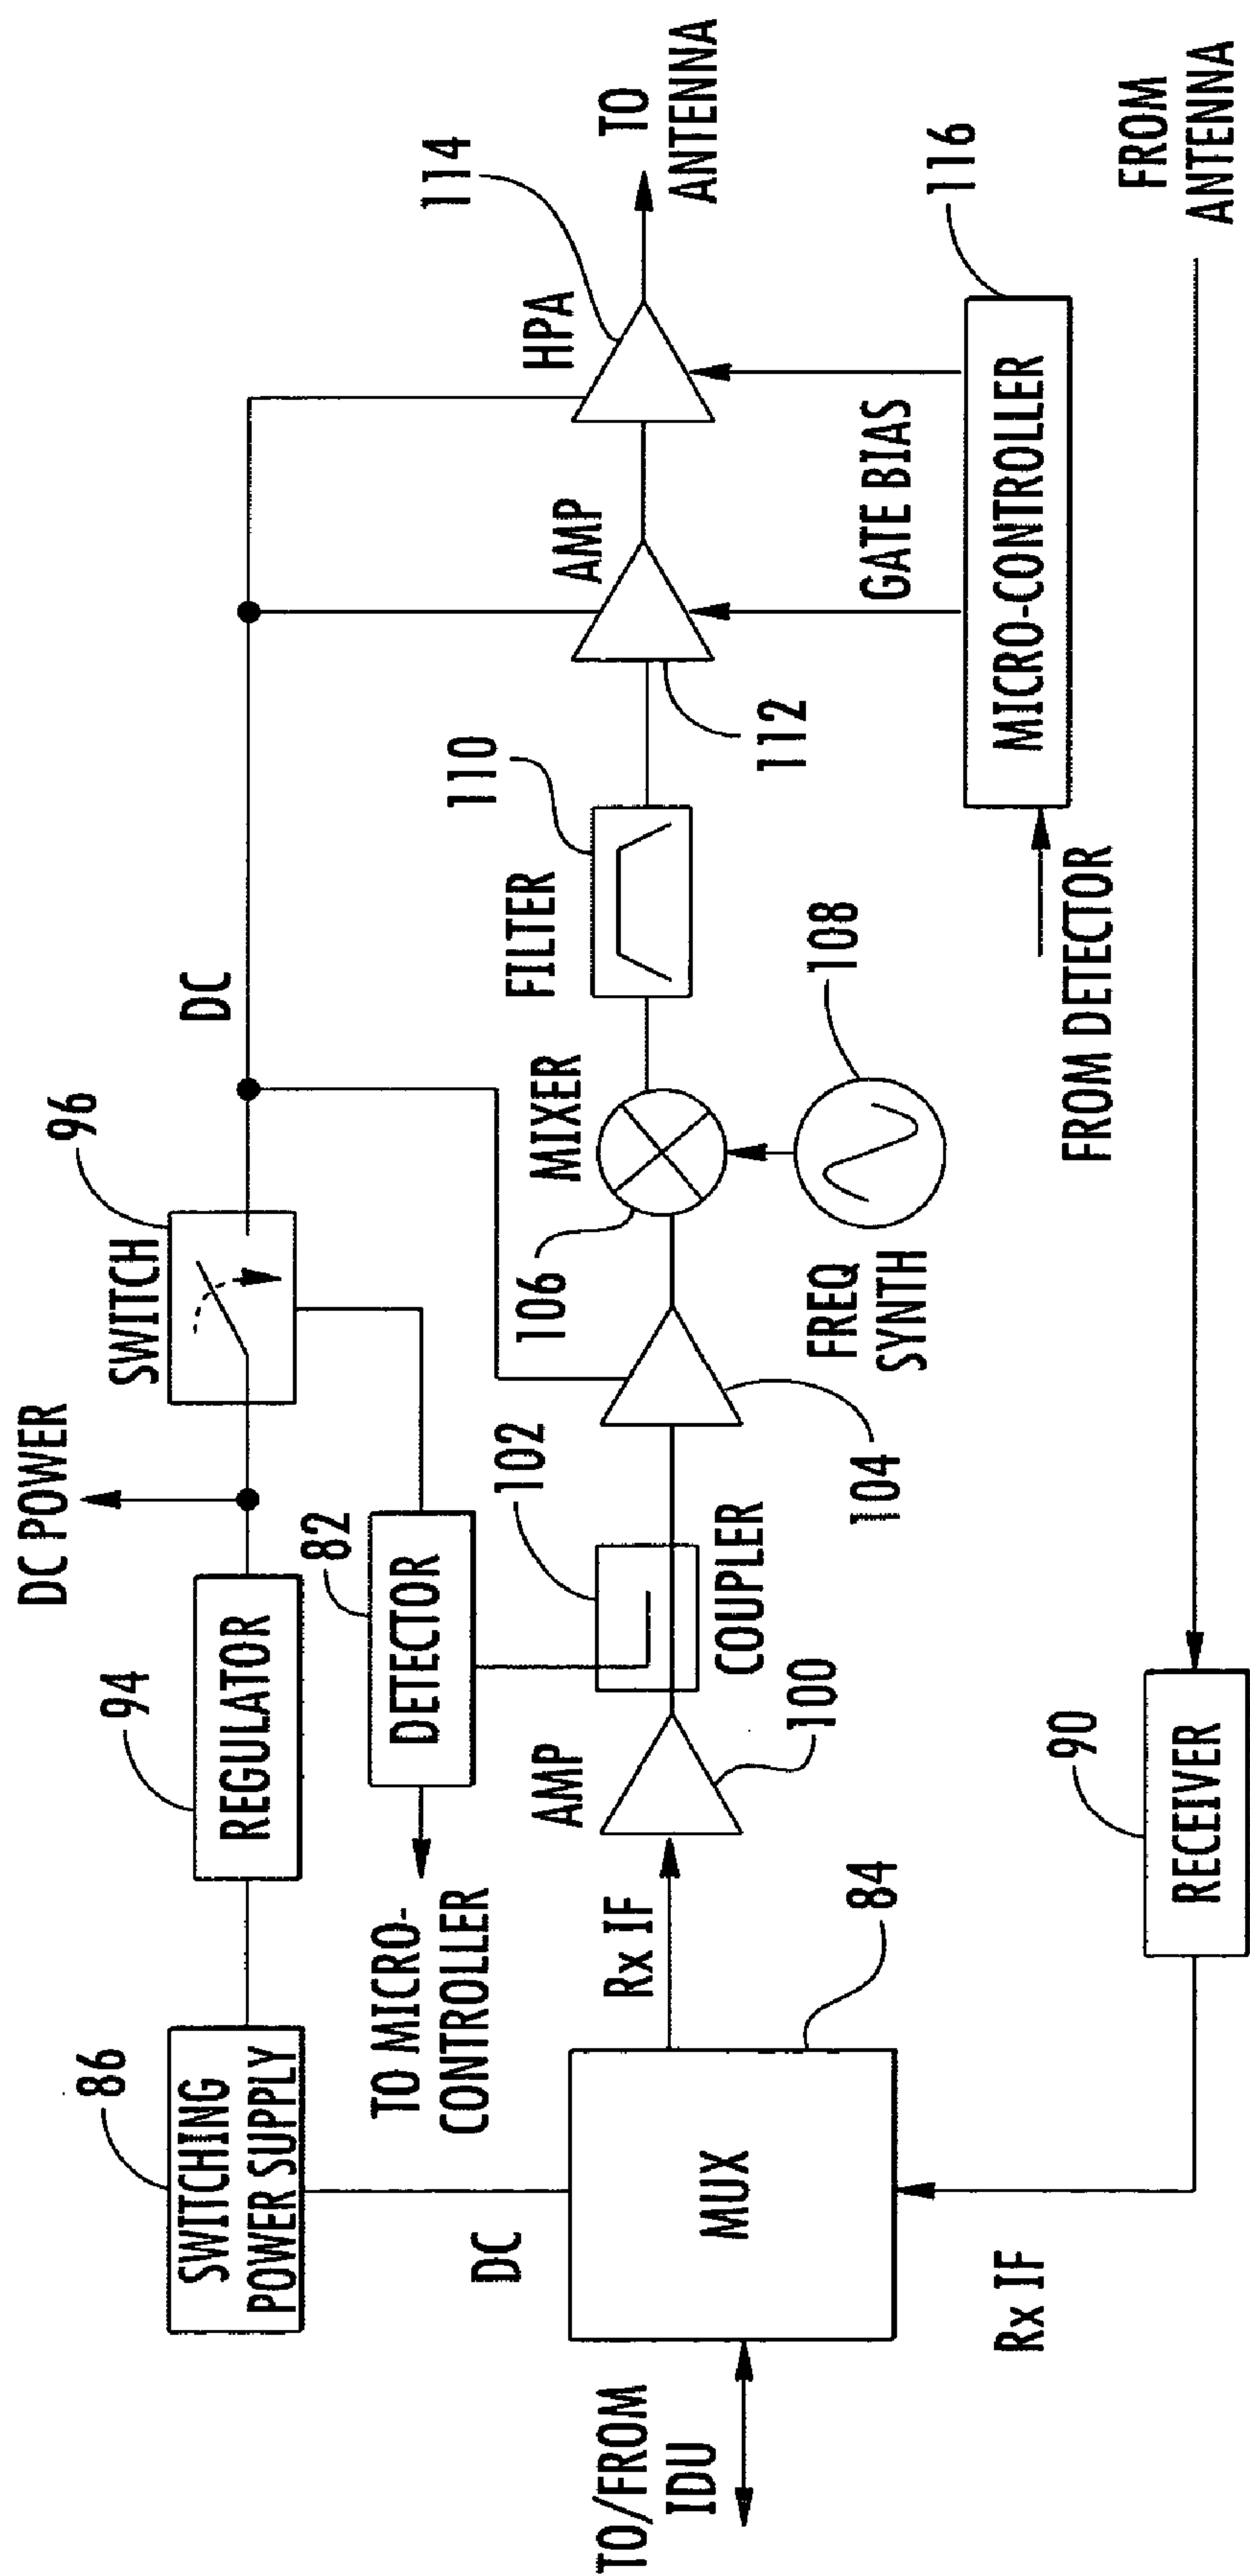 DC POWER
86
SWITCHING
POWER SUPPLY
94
REGULATOR
SWITCH
96
DC
82
DETECTOR
TO MICRO-
CONTROLLER
DC
TO/FROM
IDU
MUX
84
Rx IF
AMP
100
102
COUPLER
104
106
MIXER
FREQ
SYNTH
108
FILTER
110
AMP
112
HPA
114
TO
ANTENNA
GATE BIAS
MICRO-CONTROLLER
116
FROM DETECTOR
Rx IF
90
RECEIVER
FROM
ANTENNA